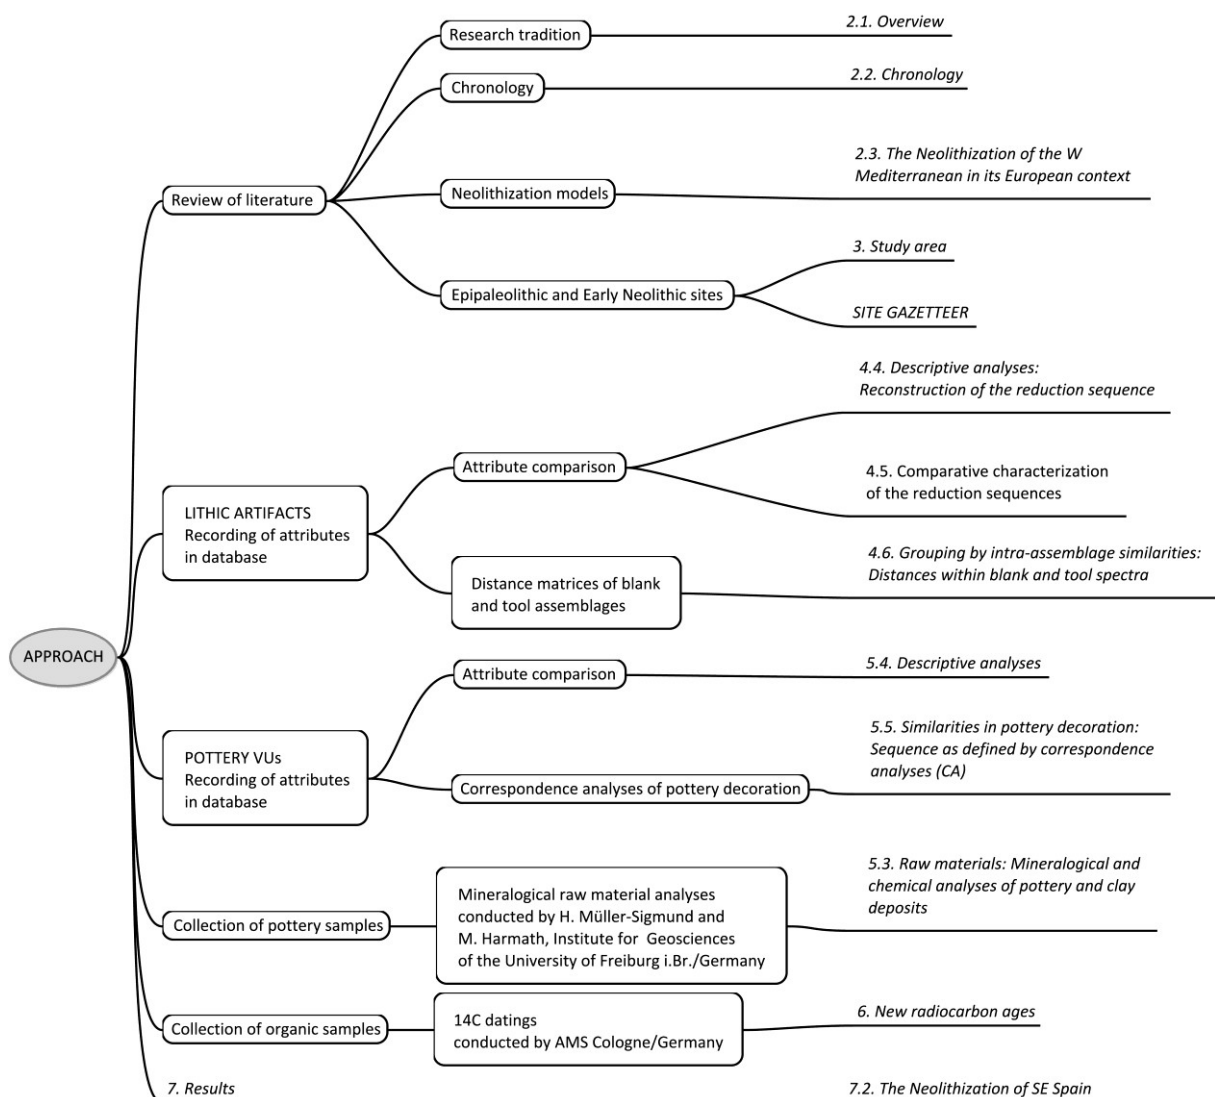 Research tradition
2.1. Overview
Chronology
2.2. Chronology
Review of literature
Neolithization models
2.3. The Neolithization of the W
Mediterranean in its European context
Epipaleolithic and Early Neolithic sites
3. Study area
SITE GAZETTEER
LITHIC ARTIFACTS
Recording of attributes
in database
Attribute comparison
4.4. Descriptive analyses:
Reconstruction of the reduction sequence
4.5. Comparative characterization
of the reduction sequences
Distance matrices of blank
and tool assemblages
4.6. Grouping by intra-assemblage similarities:
Distances within blank and tool spectra
APPROACH
POTTERY VUs
Recording of attributes
in database
Attribute comparison
5.4. Descriptive analyses
Correspondence analyses of pottery decoration
5.5. Similarities in pottery decoration:
Sequence as defined by correspondence
analyses (CA)
Collection of pottery samples
Mineralogical raw material analyses
conducted by H. Müller-Sigmund and
M. Harmath, Institute for Geosciences
of the University of Freiburg i.Br./Germany
5.3. Raw materials: Mineralogical and
chemical analyses of pottery and clay
deposits
Collection of organic samples
14C datings
conducted by AMS Cologne/Germany
6. New radiocarbon ages
7. Results
7.2. The Neolithization of SE Spain